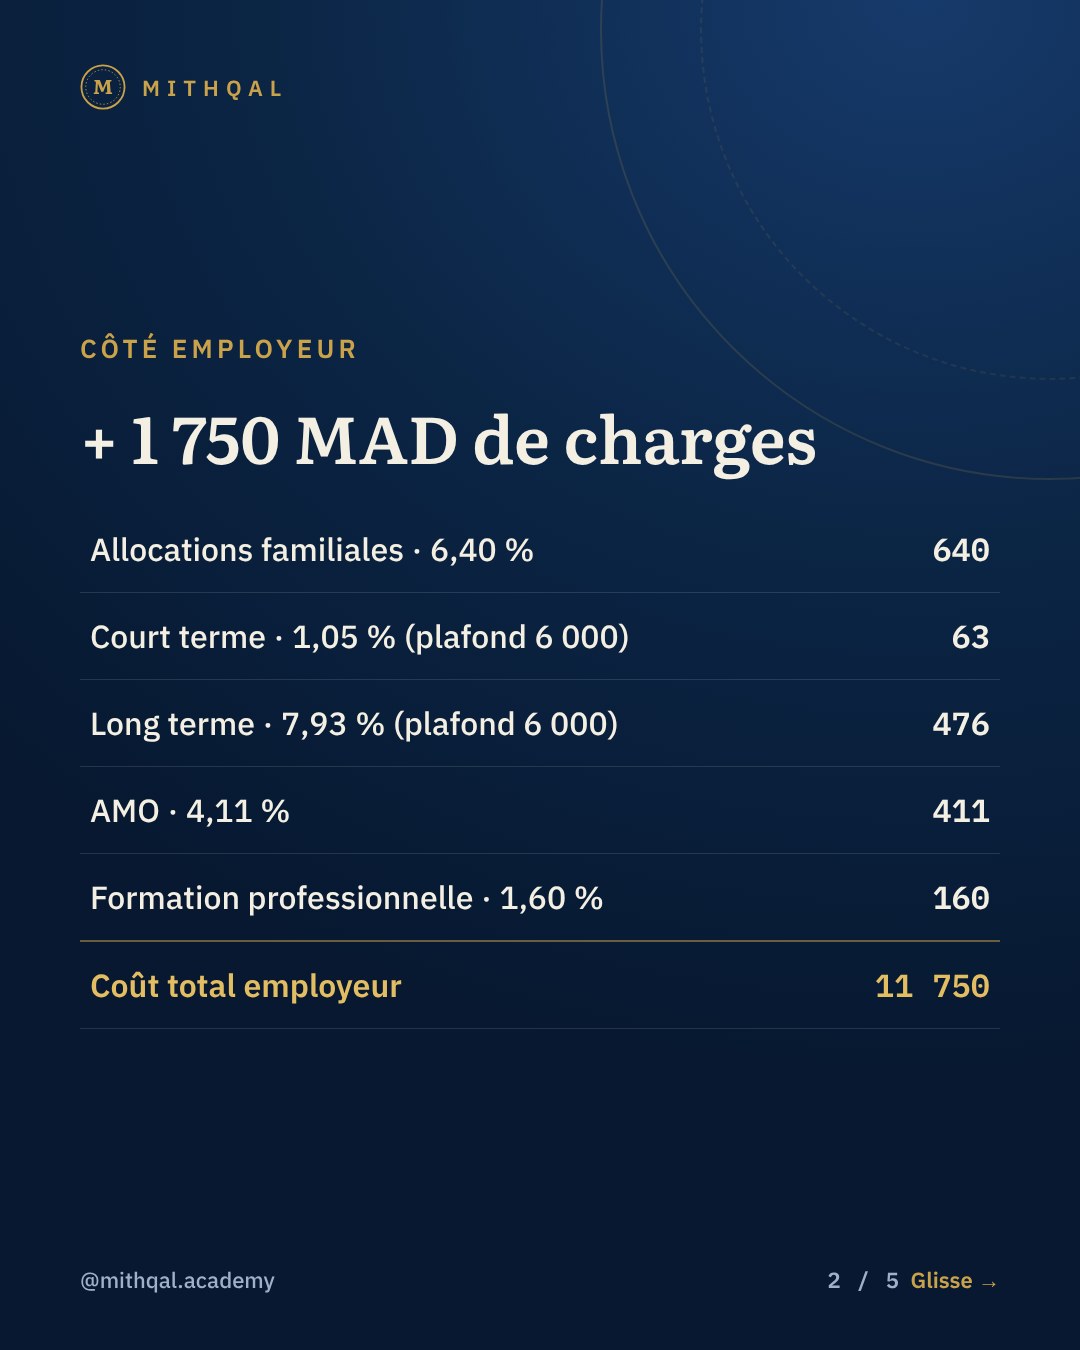 M MITHQAL
CÔTÉ EMPLOYEUR
+ 1 750 MAD de charges
Allocations familiales · 6,40 % 640
Court terme · 1,05 % (plafond 6 000) 63
Long terme · 7,93 % (plafond 6 000) 476
AMO · 4,11 % 411
Formation professionnelle · 1,60 % 160
Coût total employeur 11 750
@mithqal.academy 2 / 5 Glisse →